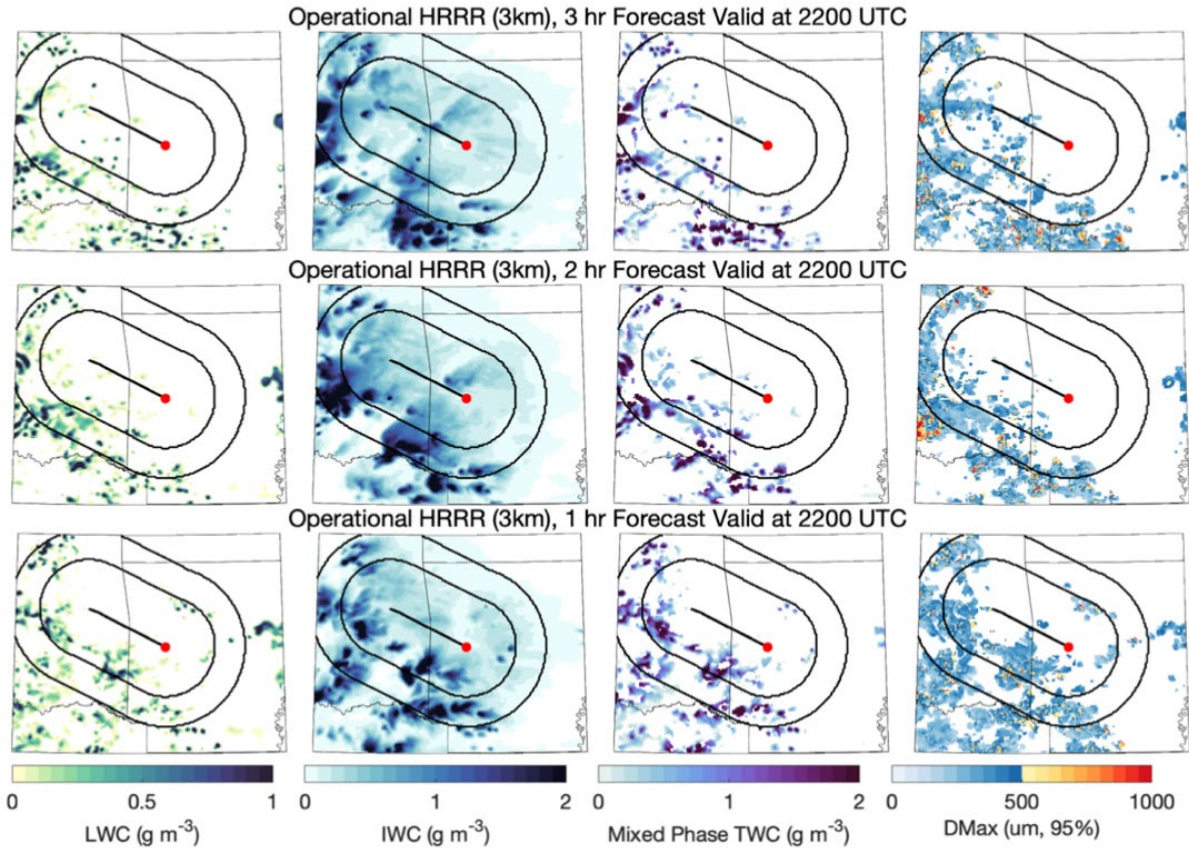 Operational HRRR (3km), 3 hr Forecast Valid at 2200 UTC
Operational HRRR (3km), 2 hr Forecast Valid at 2200 UTC
Operational HRRR (3km), 1 hr Forecast Valid at 2200 UTC
0 0.5 1
LWC (g m⁻³)
0 1 2
IWC (g m⁻³)
0 1 2
Mixed Phase TWC (g m⁻³)
0 500 1000
DMax (um, 95%)